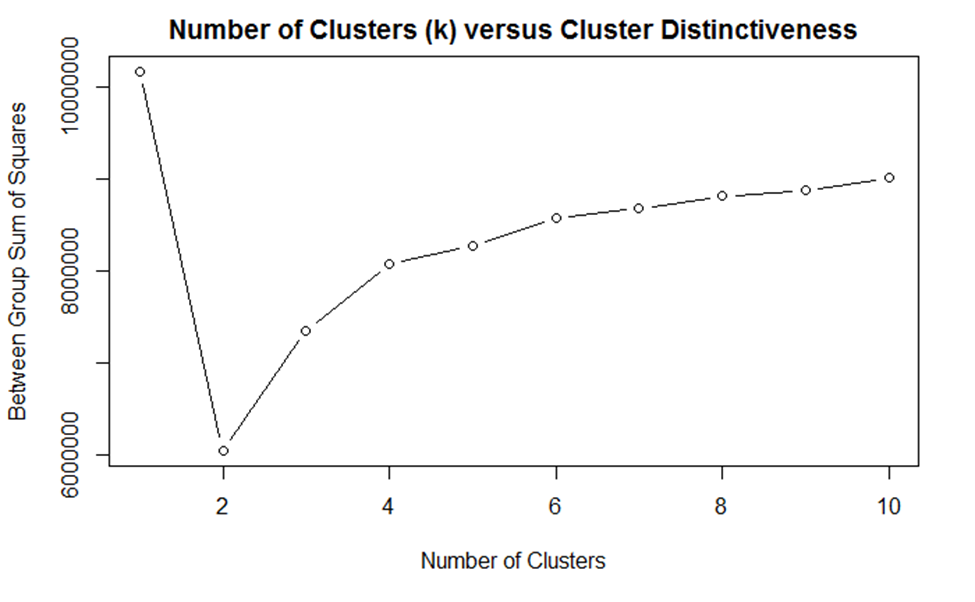 Number of Clusters (k) versus Cluster Distinctiveness
Between Group Sum of Squares
10000000
8000000
6000000
2 4 6 8 10
Number of Clusters